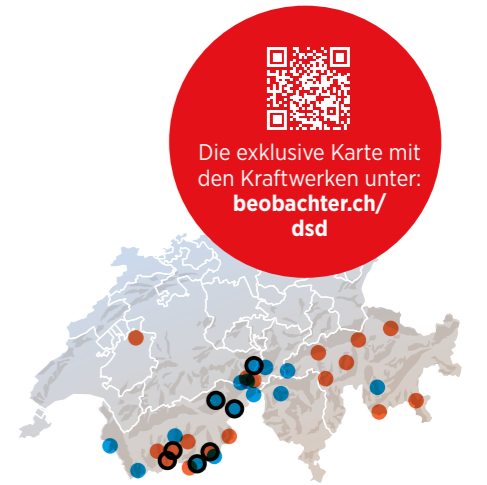 Die exklusive Karte mit
den Kraftwerken unter:
beobachter.ch/
dsd